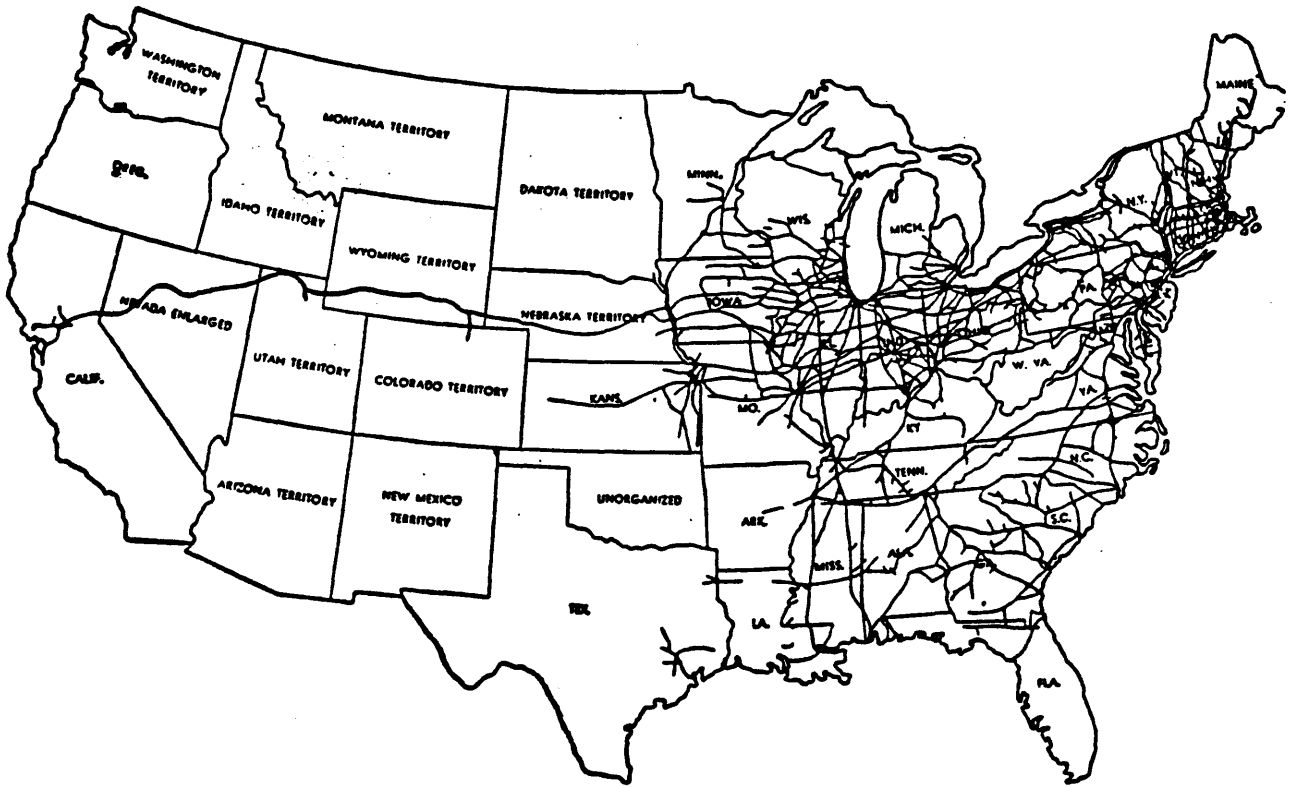 WASHINGTON
TERRITORY
MONTANA TERRITORY
MAINE
OREG.
IDAHO TERRITORY
DAKOTA TERRITORY
MINN.
WIS.
MICH.
N.Y.
WYOMING TERRITORY
NEVADA ENLARGED
NEBRASKA TERRITORY
IOWA
PA.
UTAH TERRITORY
COLORADO TERRITORY
CALIF.
KANS.
MO.
W. VA.
VA.
KY
ARIZONA TERRITORY
NEW MEXICO
TERRITORY
UNORGANIZED
TENN.
N.C.
ARK.
S.C.
MISS.
ALA.
TEX.
LA.
FLA.